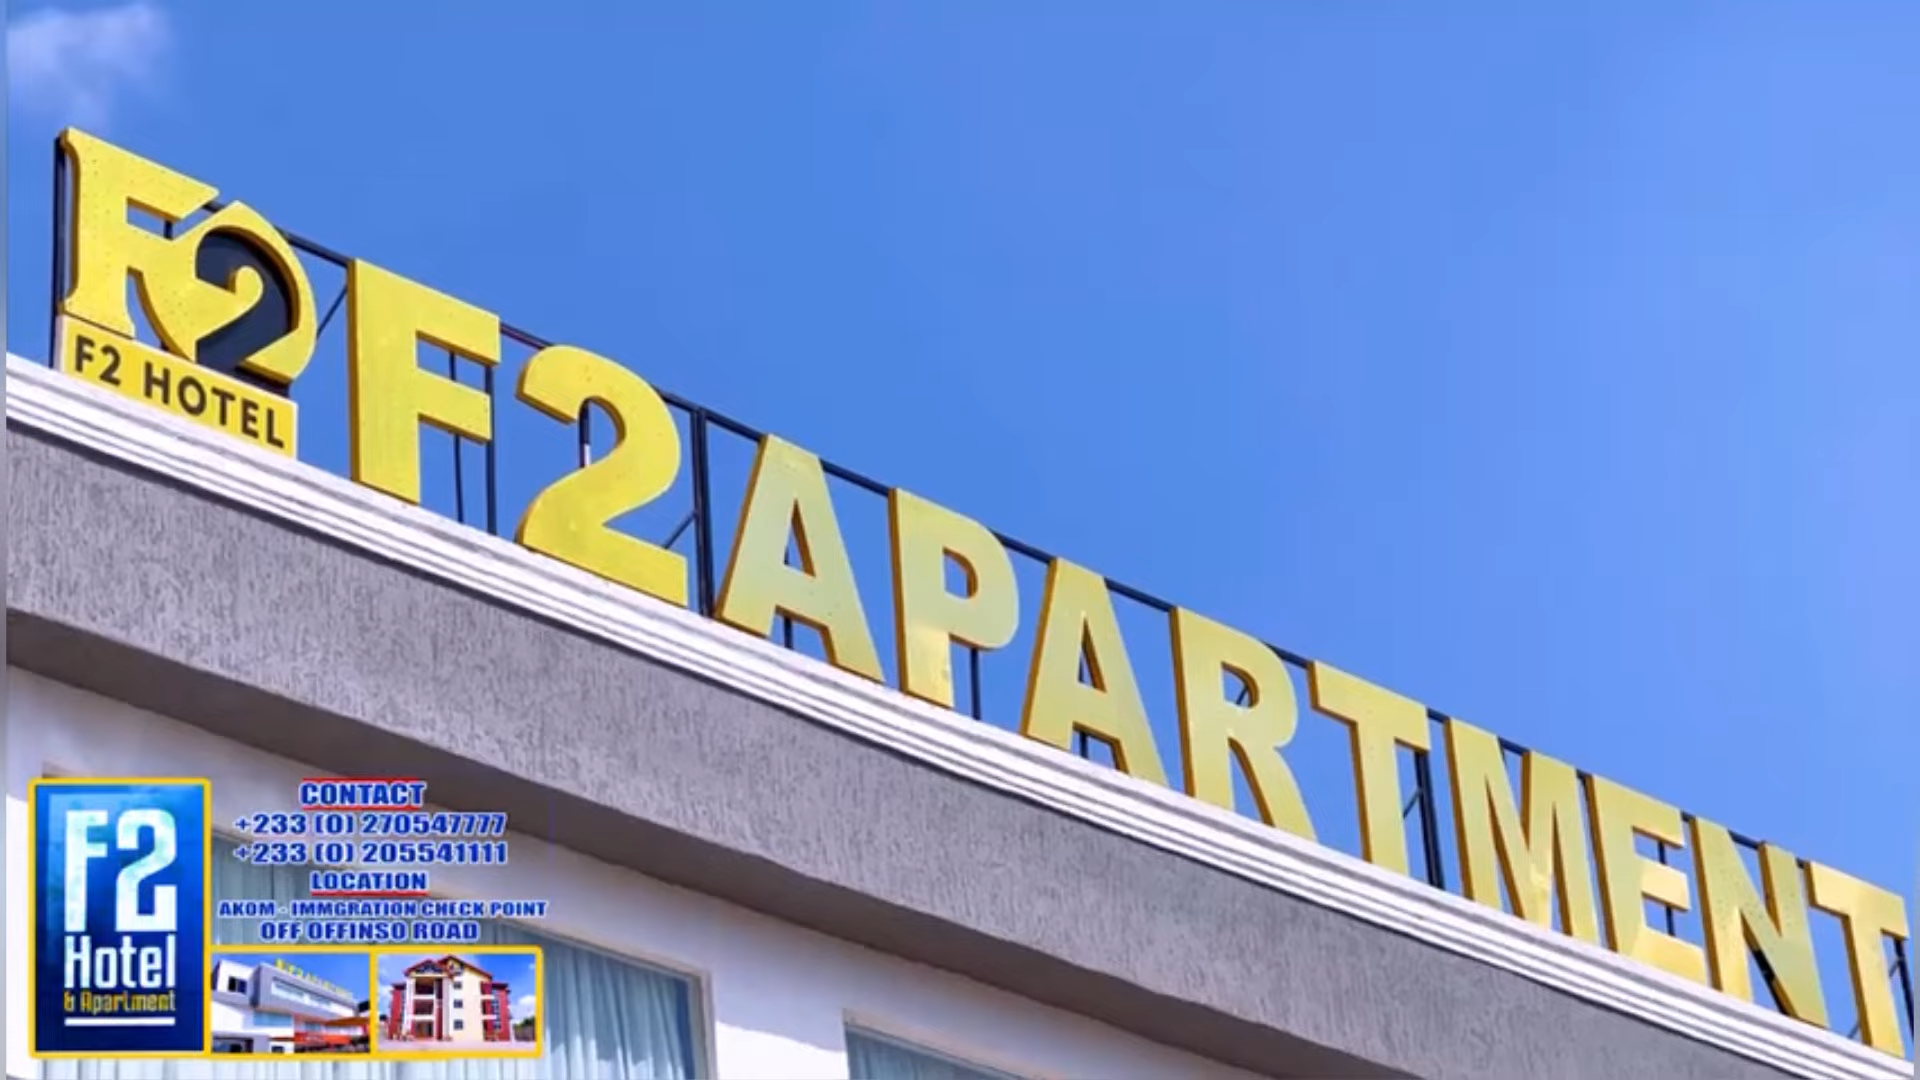 F2
F2 HOTEL
F2 APARTMENT
F2
Hotel
& Apartment
CONTACT
+233 (0) 270547777
+233 (0) 205541111
LOCATION
AKOM - IMMGRATION CHECK POINT
OFF OFFINSO ROAD